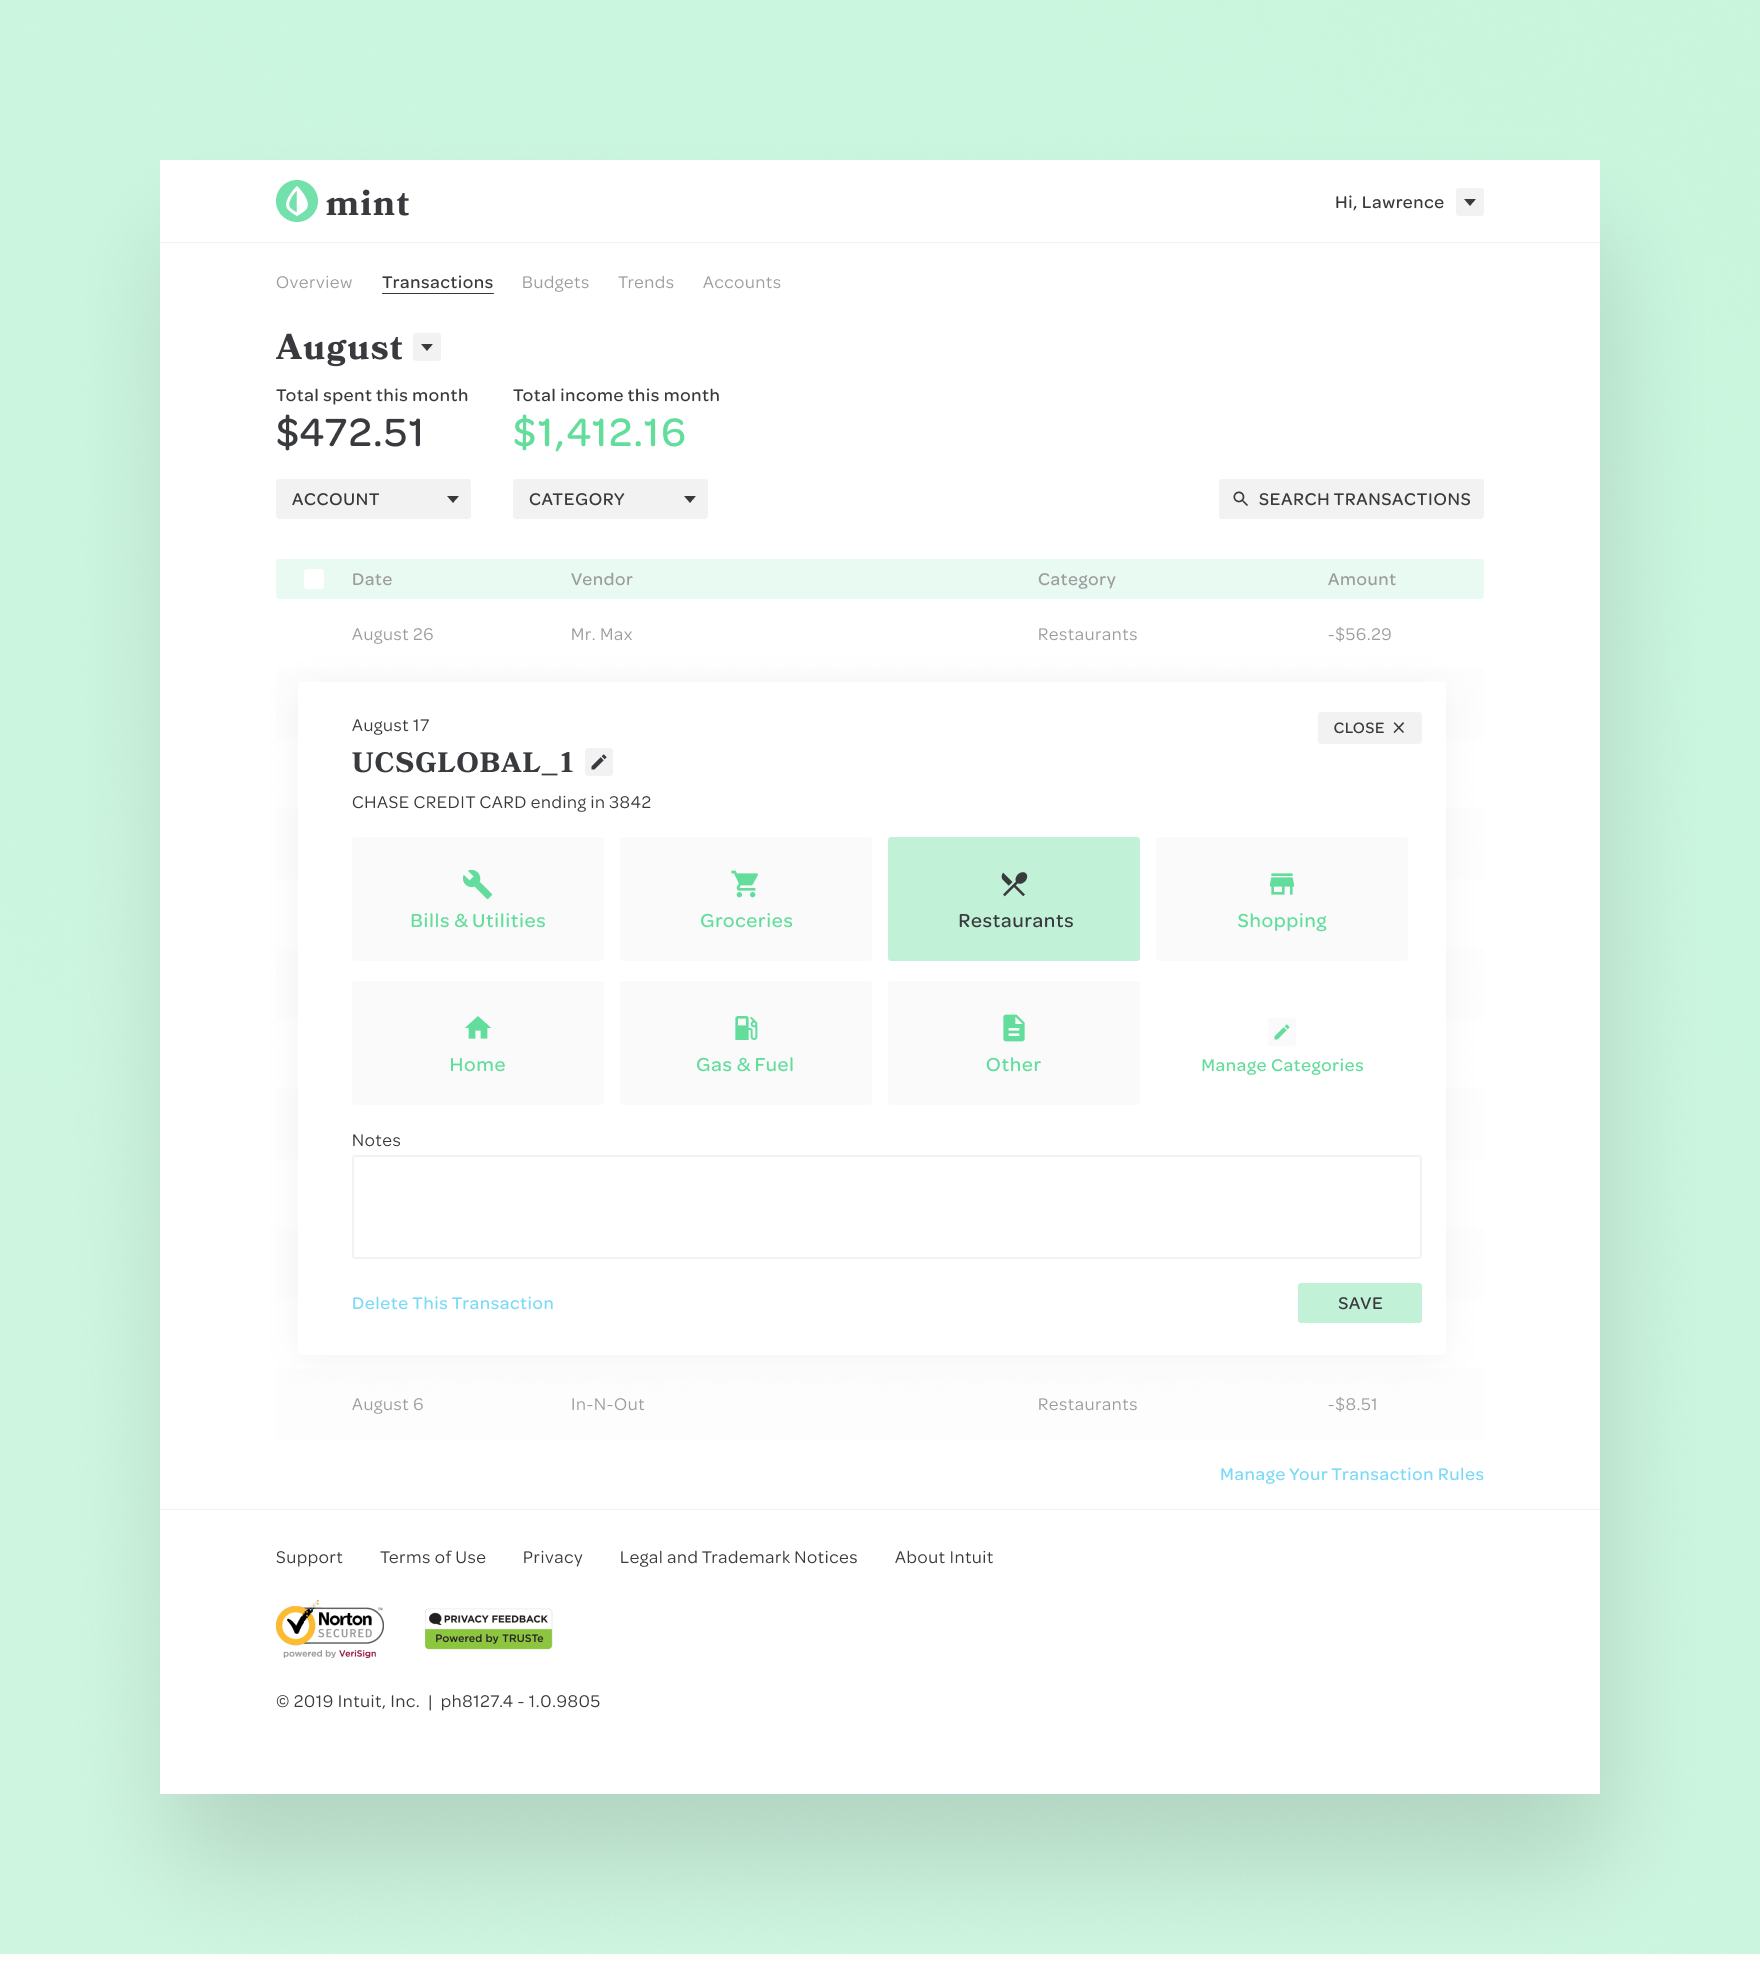 mint
Hi, Lawrence
Overview Transactions Budgets Trends Accounts
August
Total spent this month Total income this month
$472.51 $1,412.16
ACCOUNT CATEGORY SEARCH TRANSACTIONS
Date Vendor Category Amount
August 26 Mr. Max Restaurants -$56.29
August 17
CLOSE
UCSGLOBAL_1
CHASE CREDIT CARD ending in 3842
Bills & Utilities Groceries Restaurants Shopping
Home Gas & Fuel Other Manage Categories
Notes
Delete This Transaction SAVE
August 6 In-N-Out Restaurants -$8.51
Manage Your Transaction Rules
Support Terms of Use Privacy Legal and Trademark Notices About Intuit
Norton
SECURED
powered by VeriSign
PRIVACY FEEDBACK
Powered by TRUSTe
© 2019 Intuit, Inc. | ph8127.4 - 1.0.9805